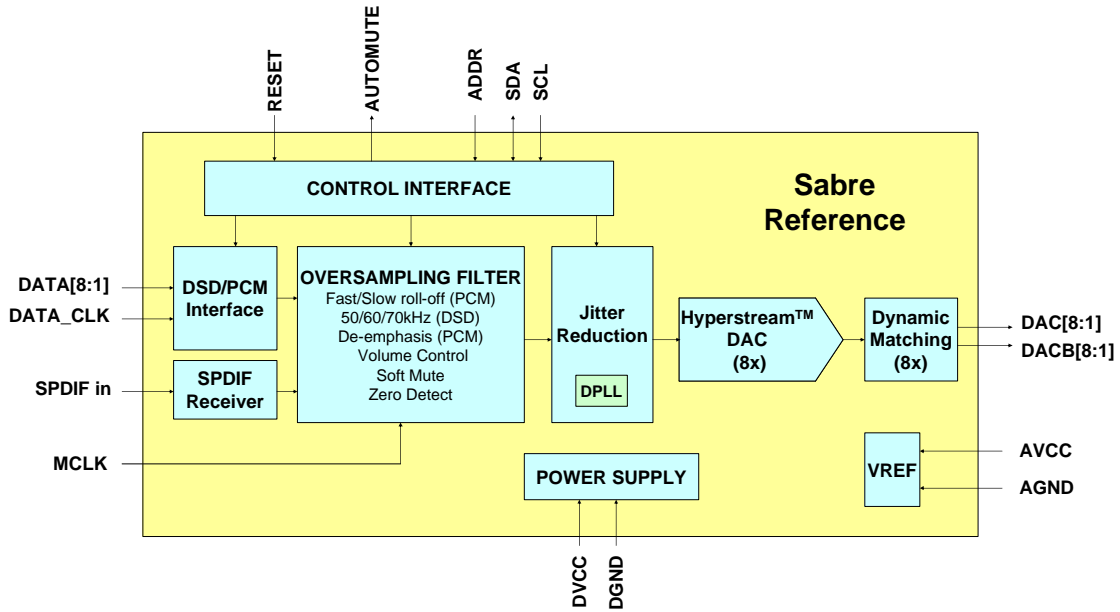 RESET
AUTOMUTE
ADDR
SDA
SCL
CONTROL INTERFACE
Sabre
Reference
DATA[8:1]
DATA_CLK
DSD/PCM
Interface
OVERSAMPLING FILTER
Fast/Slow roll-off (PCM)
50/60/70kHz (DSD)
De-emphasis (PCM)
Volume Control
Soft Mute
Zero Detect
Jitter
Reduction
DPLL
Hyperstream™
DAC
(8x)
Dynamic
Matching
(8x)
DAC[8:1]
DACB[8:1]
SPDIF in
SPDIF
Receiver
MCLK
POWER SUPPLY
VREF
AVCC
AGND
DVCC
DGND